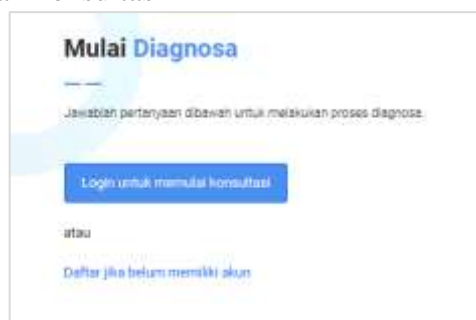 Mulai Diagnosa
Jawablah pertanyaan dibawah untuk melakukan proses diagnosa.
Login untuk memulai konsultasi
atau
Daftar jika belum memiliki akun